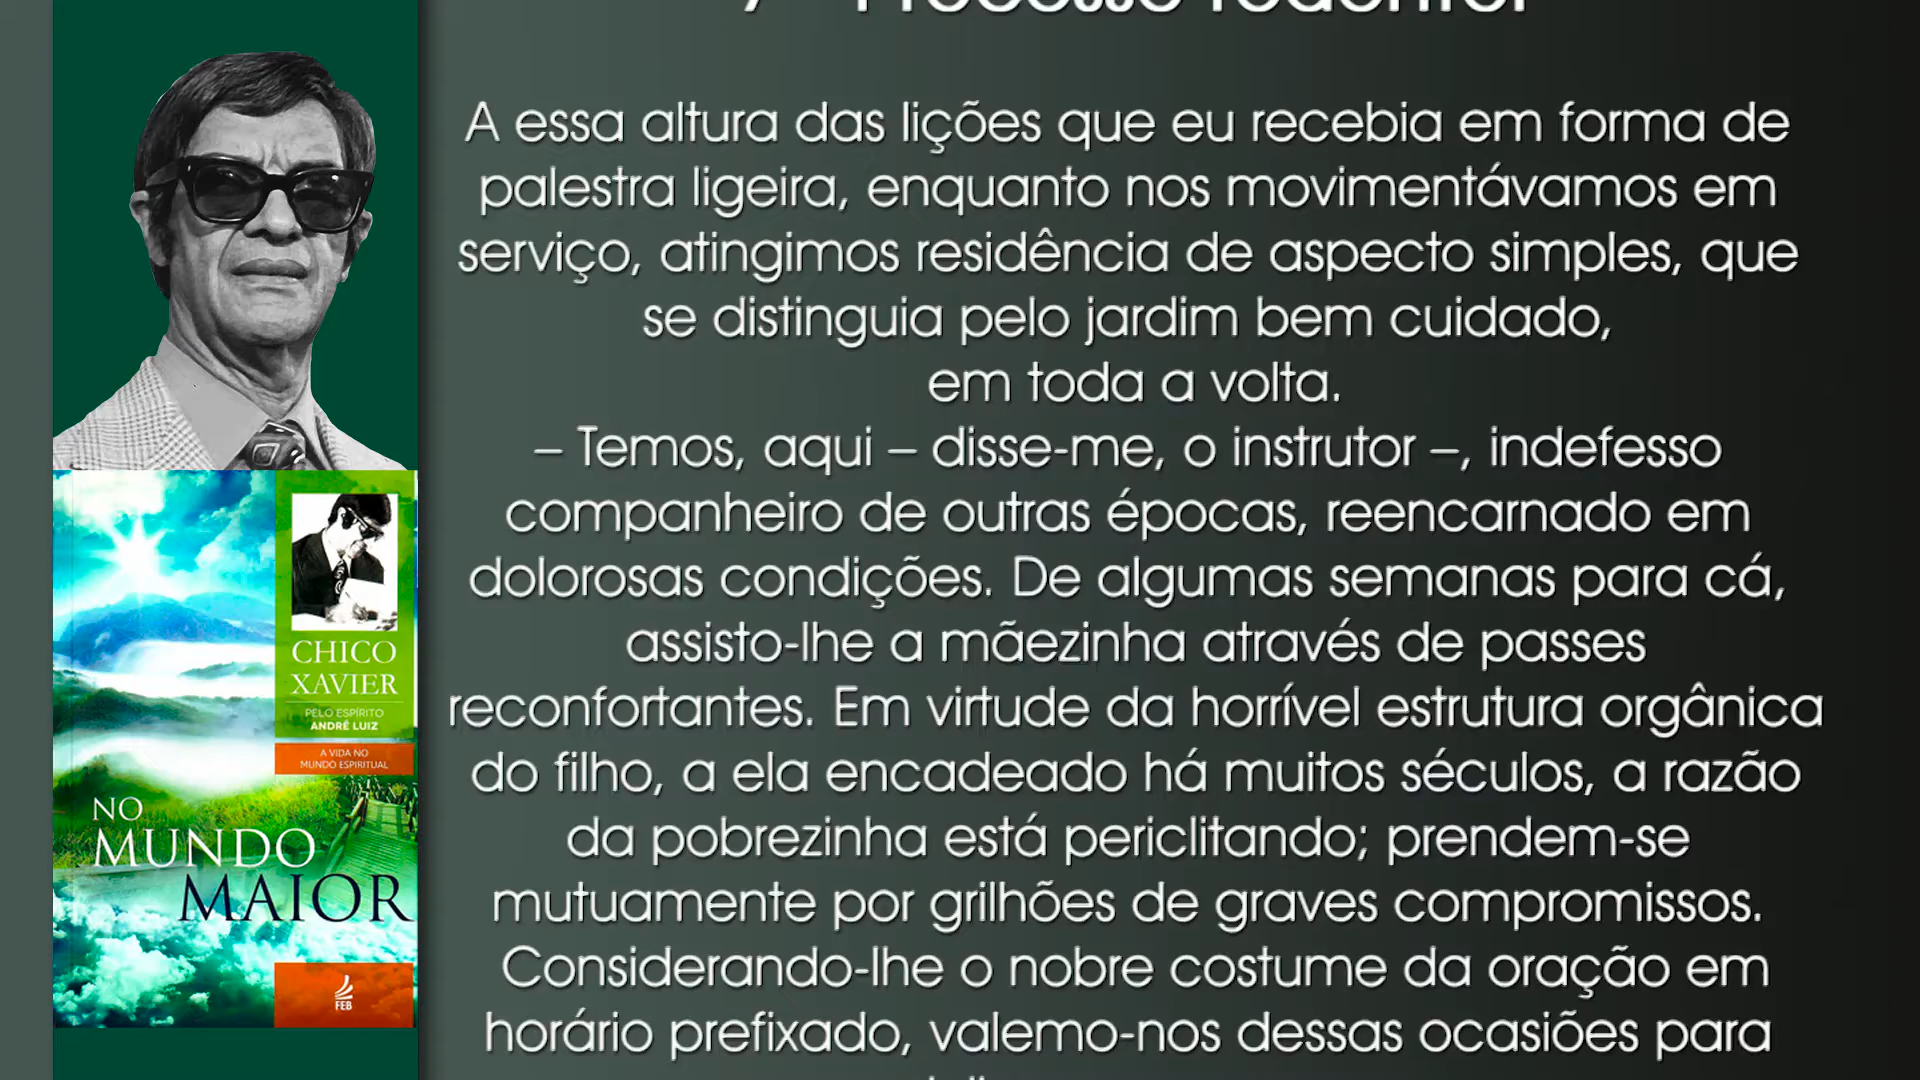 7 – Processo redentor
A essa altura das lições que eu recebia em forma de
palestra ligeira, enquanto nos movimentávamos em
serviço, atingimos residência de aspecto simples, que
se distinguia pelo jardim bem cuidado,
em toda a volta.
– Temos, aqui – disse-me, o instrutor –, indefesso
companheiro de outras épocas, reencarnado em
dolorosas condições. De algumas semanas para cá,
assisto-lhe a mãezinha através de passes
reconfortantes. Em virtude da horrível estrutura orgânica
do filho, a ela encadeado há muitos séculos, a razão
da pobrezinha está periclitando; prendem-se
mutuamente por grilhões de graves compromissos.
Considerando-lhe o nobre costume da oração em
horário prefixado, valemo-nos dessas ocasiões para
CHICO
XAVIER
PELO ESPÍRITO
ANDRÉ LUIZ
A VIDA NO
MUNDO ESPIRITUAL
NO
MUNDO
MAIOR
FEB